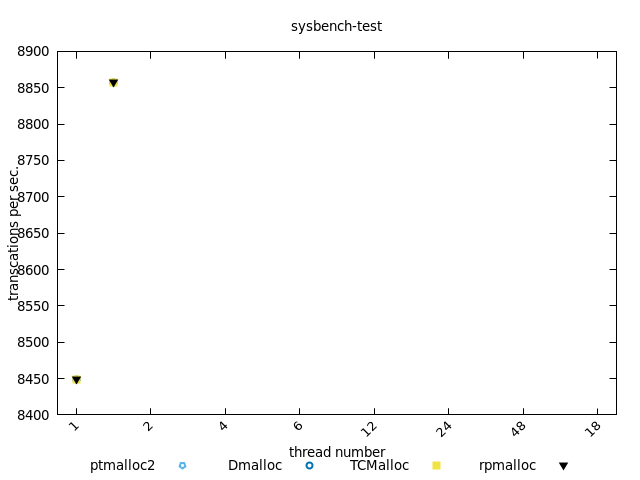 sysbench-test
8900
8850
8800
8750
8700
8650
8600
8550
8500
8450
8400
transcations per sec.
1 2 4 6 12 24 48 18
thread number
ptmalloc2 Dmalloc TCMalloc rpmalloc